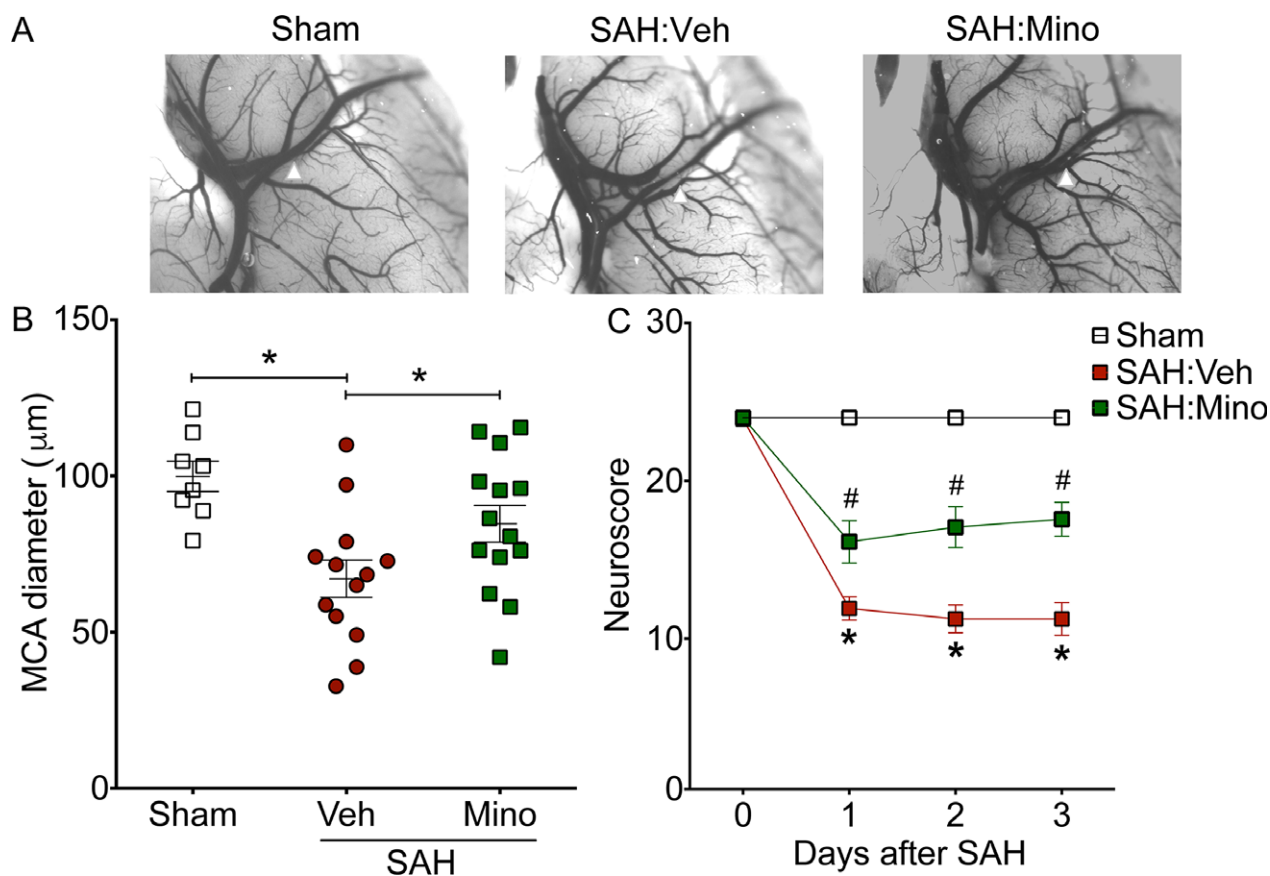 A
Sham
SAH:Veh
SAH:Mino
B
150
100
50
0
MCA diameter ( μm)
*
*
Sham
Veh
Mino
SAH
C
30
20
10
0
Neuroscore
Sham
SAH:Veh
SAH:Mino
# # #
* * *
0 1 2 3
Days after SAH